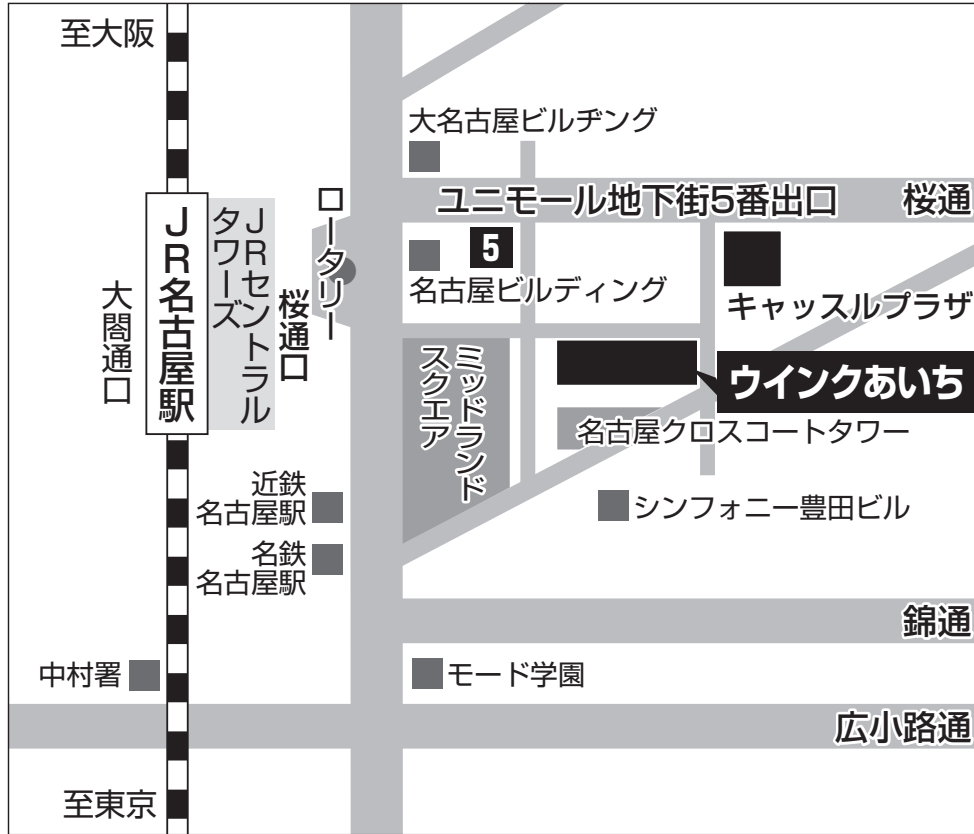 至大阪
大名古屋ビルヂング
ユニモール地下街5番出口
桜通
5
名古屋ビルディング
キャッスルプラザ
ロータリー
桜通口
JRセントラル
タワーズ
JR名古屋駅
大閣通口
ミッドランド
スクエア
ウインクあいち
名古屋クロスコートタワー
シンフォニー豊田ビル
近鉄
名古屋駅
名鉄
名古屋駅
錦通
中村署
モード学園
広小路通
至東京